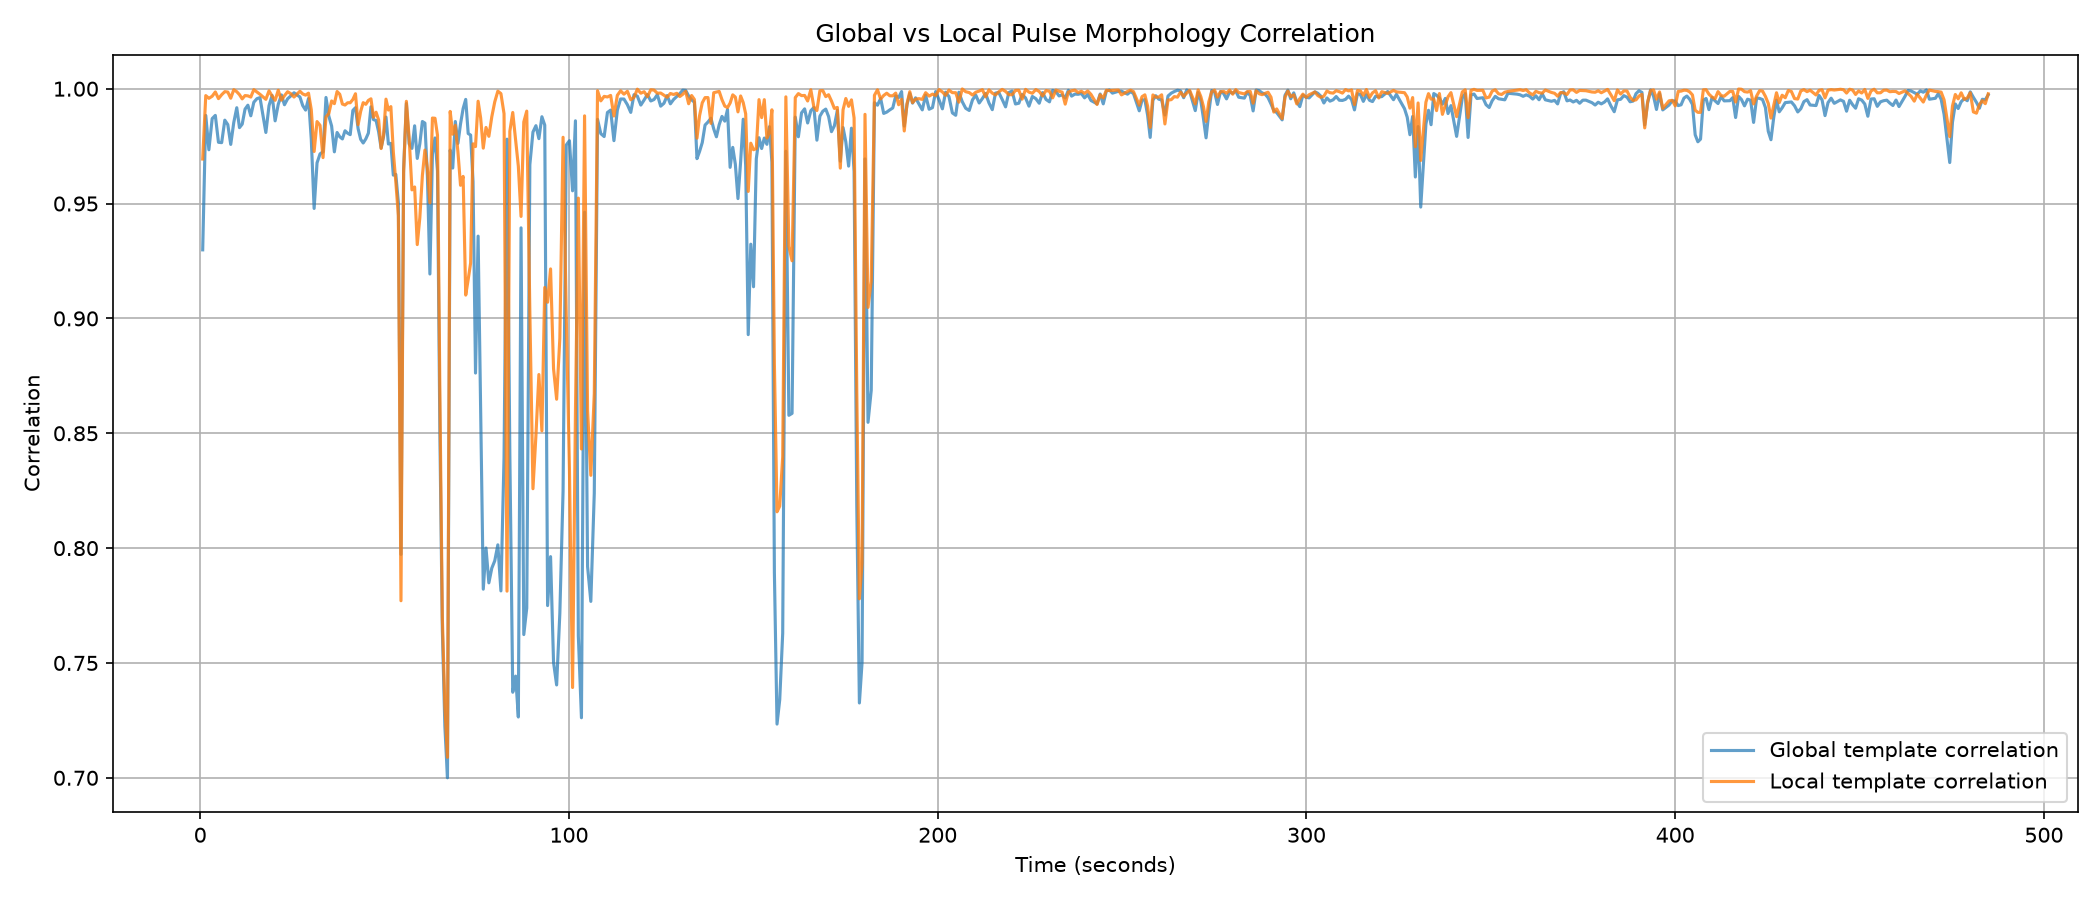 Global vs Local Pulse Morphology Correlation
1.00
0.95
0.90
0.85
0.80
0.75
0.70
Correlation
0
100
200
300
400
500
Time (seconds)
Global template correlation
Local template correlation